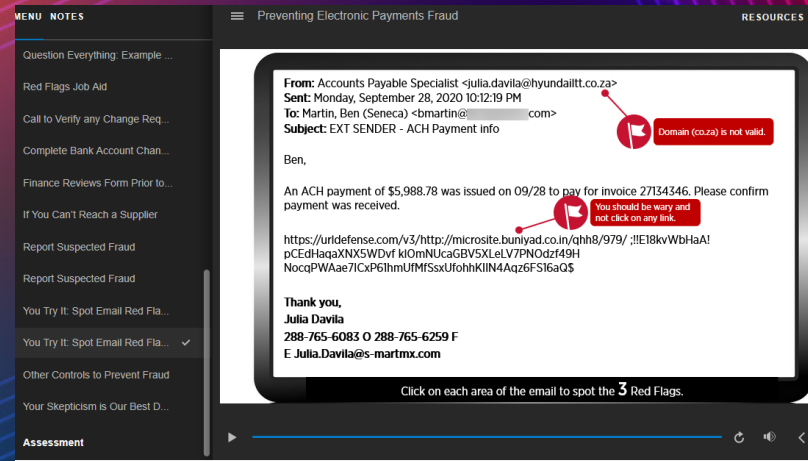 MENU NOTES
Preventing Electronic Payments Fraud
RESOURCES
Question Everything: Example ...
Red Flags Job Aid
Call to Verify any Change Req...
Complete Bank Account Chan...
Finance Reviews Form Prior to...
If You Can't Reach a Supplier
Report Suspected Fraud
Report Suspected Fraud
You Try It: Spot Email Red Fla...
You Try It: Spot Email Red Fla...
Other Controls to Prevent Fraud
Your Skepticism is Our Best D...
Assessment
From: Accounts Payable Specialist <julia.davila@hyundailtt.co.za>
Sent: Monday, September 28, 2020 10:12:19 PM
To: Martin, Ben (Seneca) <bmartin@ com>
Subject: EXT SENDER - ACH Payment info
Domain (co.za) is not valid.
Ben,
An ACH payment of $5,988.78 was issued on 09/28 to pay for invoice 27134346. Please confirm
payment was received.
You should be wary and
not click on any link.
https://urldefense.com/v3/http://microsite.buniyad.co.in/qhh8/979/ ;!!E18kvWbHaA!
pCEdHaqaXNX5WDvf kIOmNUcaGBV5XLeLV7PNOdzf49H
NocqPWAae7ICxP61hmUfMfSsxUfohhKIIN4Aqz6FS16aQ$
Thank you,
Julia Davila
288-765-6083 O 288-765-6259 F
E Julia.Davila@s-martmx.com
Click on each area of the email to spot the 3 Red Flags.